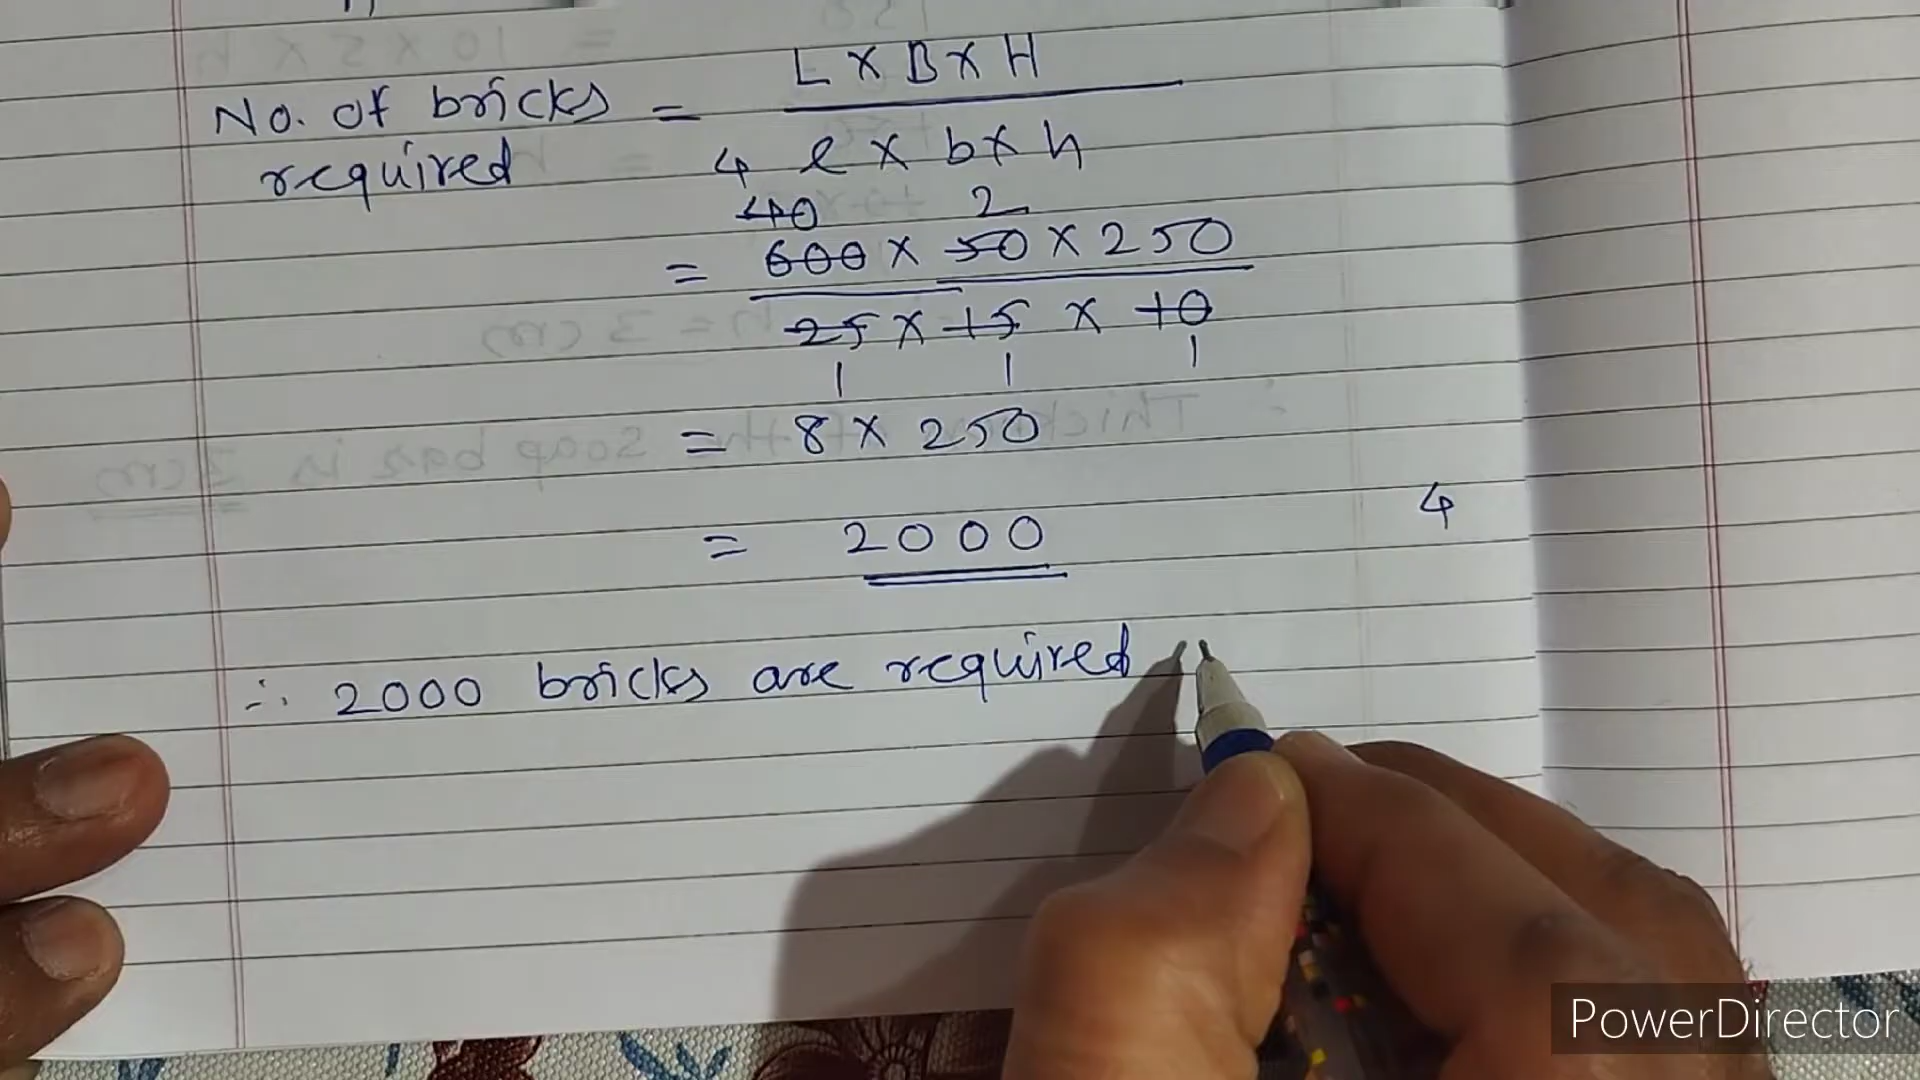 No. of bricks = L × B × H
required 4 l × b × h
40 2
= 600 × 50 × 250
25 × 15 × 10
1 1 1
= 8 × 250
4
= 2000
∴ 2000 bricks are required
PowerDirector